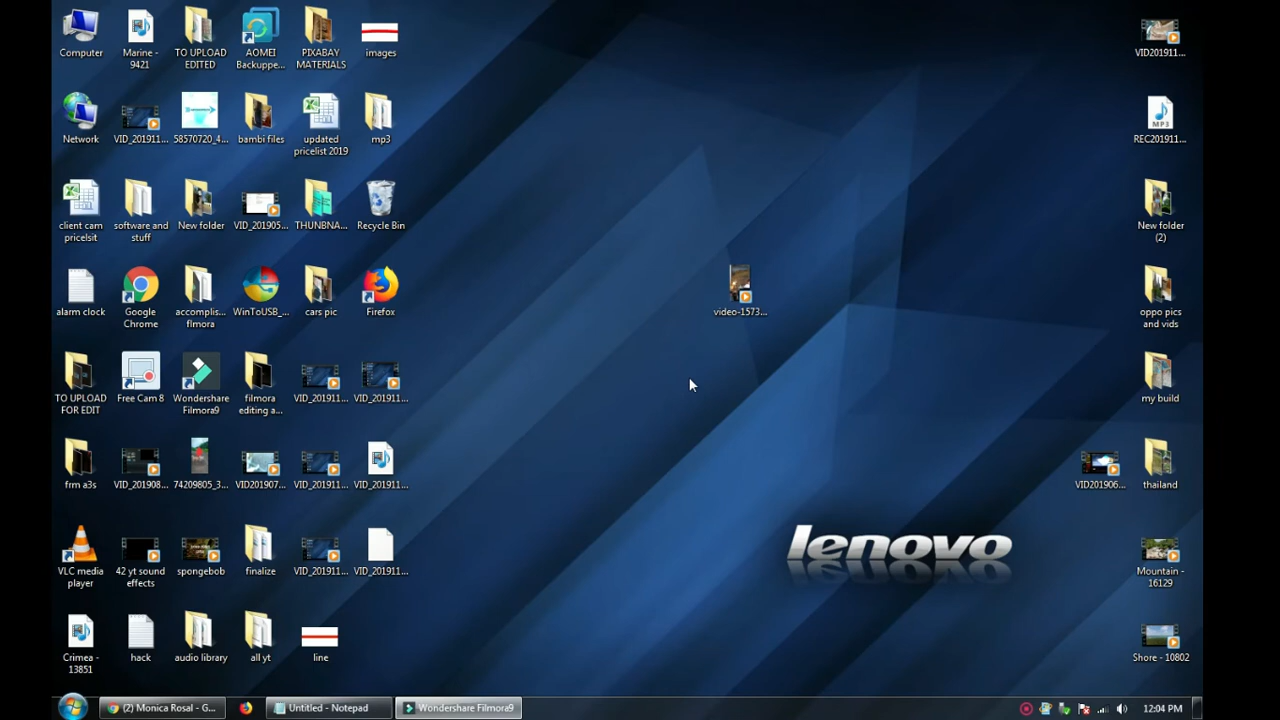 Computer
Marine -
9421
TO UPLOAD
EDITED
AOMEI
Backuppe...
PIXABAY
MATERIALS
images
VID201911...
Network
VID_201911...
58570720_4...
bambi files
updated
pricelist 2019
mp3
MP3
REC201911...
client cam
pricelsit
software and
stuff
New folder
VID_201905...
THUNBNA...
Recycle Bin
New folder
(2)
alarm clock
Google
Chrome
accomplis...
flmora
WinToUSB_...
cars pic
Firefox
video-1573...
oppo pics
and vids
TO UPLOAD
FOR EDIT
Free Cam 8
Wondershare
Filmora9
filmora
editing a...
VID_201911...
VID_201911...
my build
frm a3s
VID_201908...
74209805_3...
VID201907...
VID_201911...
VID_201911...
VID201906...
thailand
VLC media
player
42 yt sound
effects
spongebob
finalize
VID_201911...
VID_201911...
lenovo
Mountain -
16129
Crimea -
13851
hack
audio library
all yt
line
Shore - 10802
(2) Monica Rosal - G...
Untitled - Notepad
Wondershare Filmora9
12:04 PM